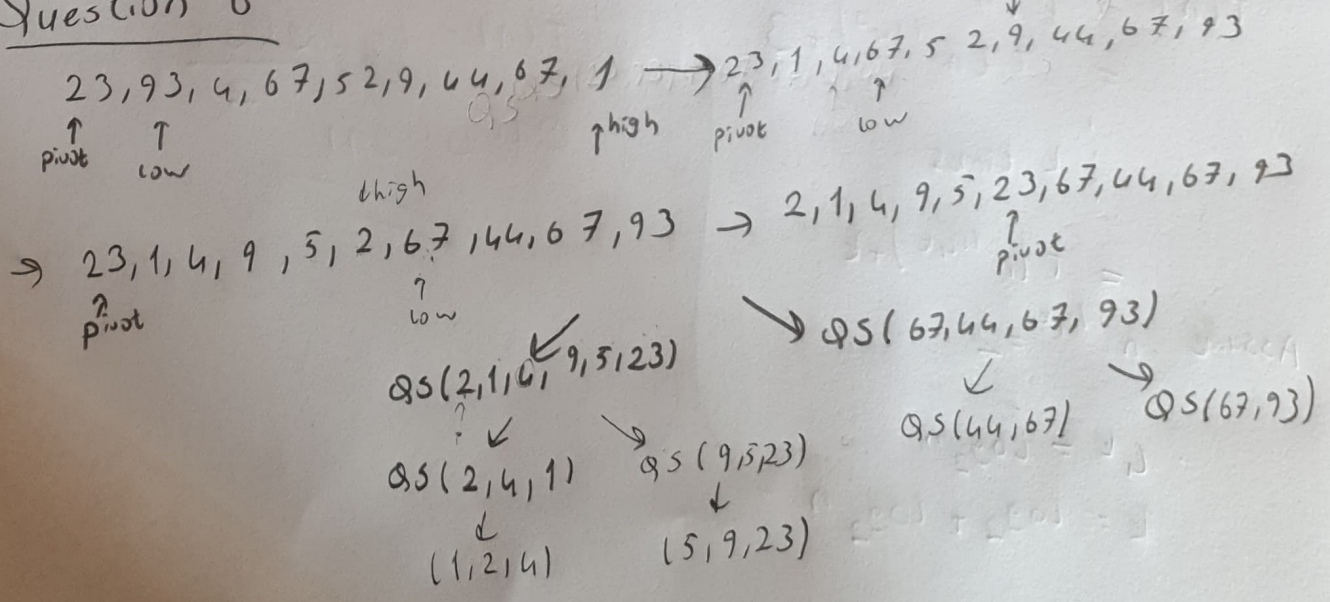 Question
23, 93, 4, 67, 5 2, 9, 44, 67, 1 → 23, 1, 4, 67, 5 2, 9, 44, 67, 93
↑ ↑ ↑ high ↑ ↑
pivot low pivot low
high
→ 23, 1, 4, 9, 5, 2, 67, 44, 67, 93 → 2, 1, 4, 9, 5, 23, 67, 44, 67, 93
↑ ↑ ↑
pivot low pivot
QS(67, 44, 67, 93)
QS(2, 1, 4, 9, 5, 23)
QS(44, 67) QS(67, 93)
QS(2, 4, 1) QS(9, 5, 23)
(1, 2, 4) (5, 9, 23)